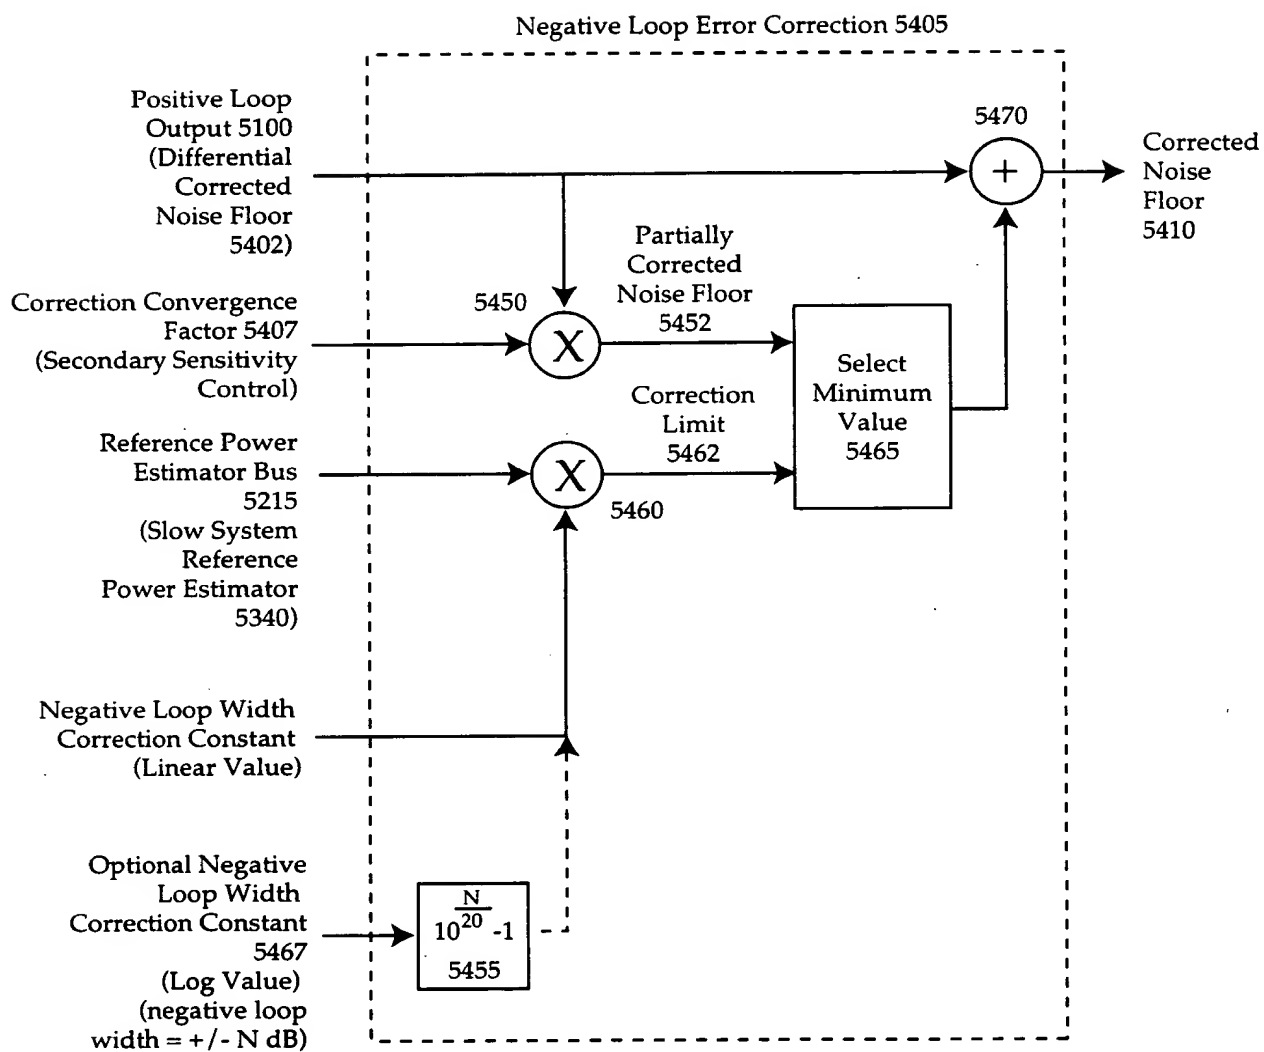 Negative Loop Error Correction 5405
Positive Loop
Output 5100
(Differential
Corrected
Noise Floor
5402)
5470
+
Corrected
Noise
Floor
5410
Partially
Corrected
Noise Floor
5452
Correction Convergence
Factor 5407
(Secondary Sensitivity
Control)
5450
X
Select
Minimum
Value
5465
Correction
Limit
5462
Reference Power
Estimator Bus
5215
(Slow System
Reference
Power Estimator
5340)
X
5460
Negative Loop Width
Correction Constant
(Linear Value)
Optional Negative
Loop Width
Correction Constant
5467
(Log Value)
(negative loop
width = +/- N dB)
N
10 20 -1
5455